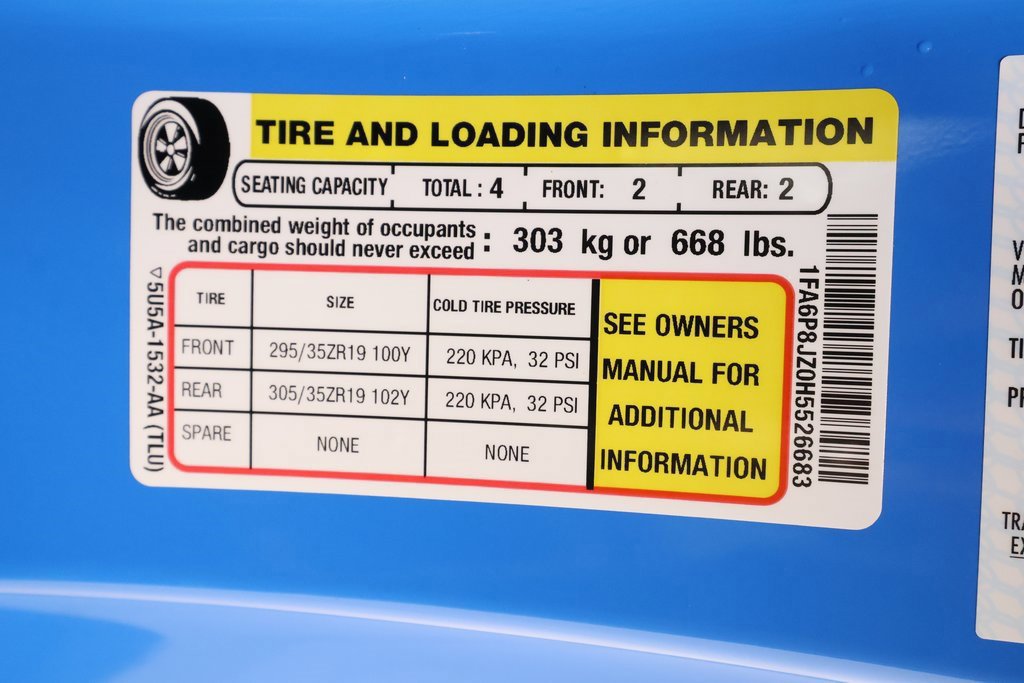 TIRE AND LOADING INFORMATION
SEATING CAPACITY TOTAL : 4 FRONT: 2 REAR: 2
The combined weight of occupants
and cargo should never exceed : 303 kg or 668 lbs.
TIRE SIZE COLD TIRE PRESSURE
FRONT 295/35ZR19 100Y 220 KPA, 32 PSI
REAR 305/35ZR19 102Y 220 KPA, 32 PSI
SPARE NONE NONE
SEE OWNERS
MANUAL FOR
ADDITIONAL
INFORMATION
5U5A-1532-AA (TLU)
1FA6P8JZ0H5526683